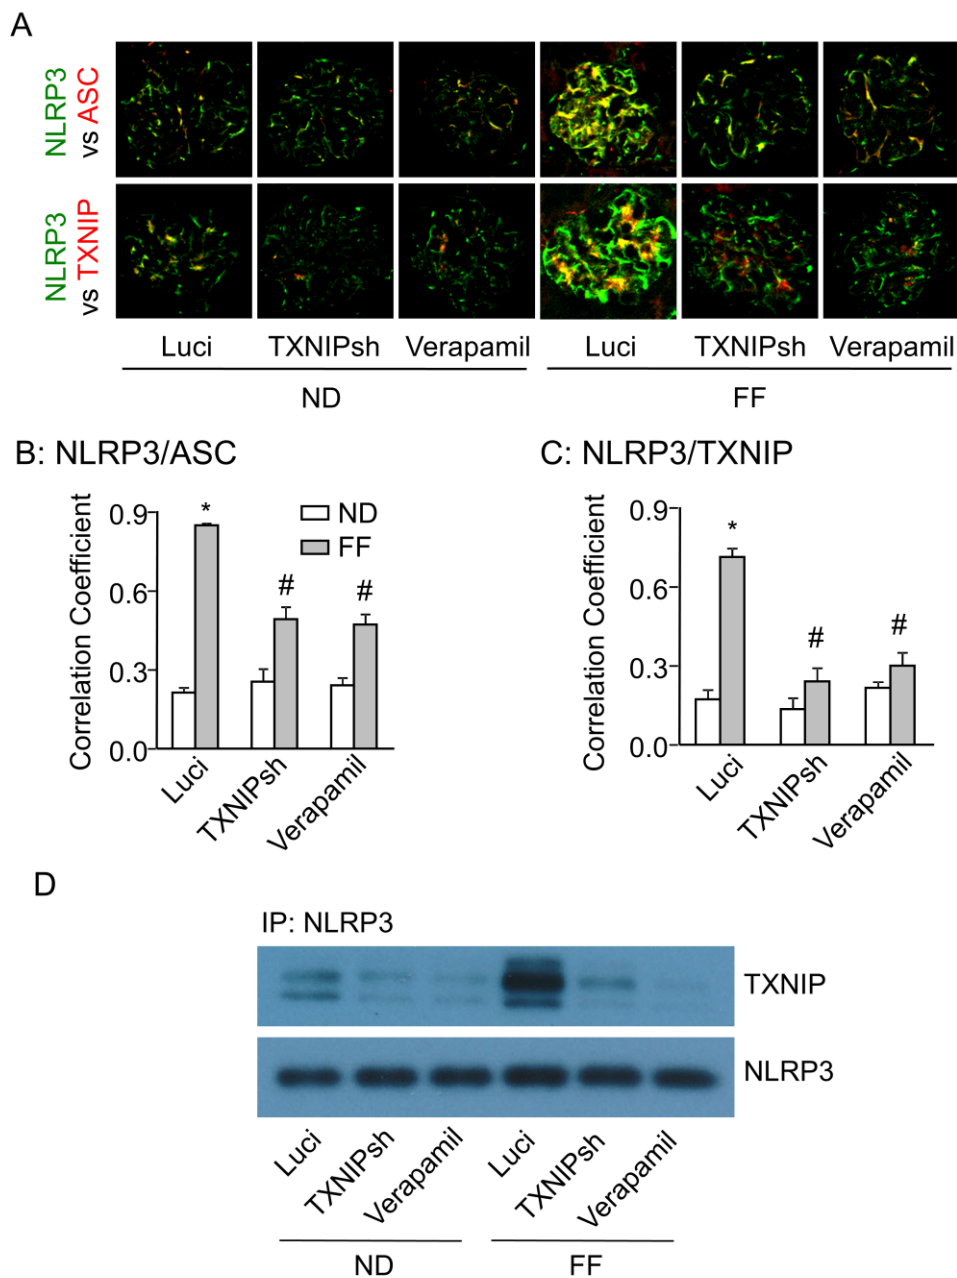 A
NLRP3
vs ASC
NLRP3
vs TXNIP
Luci TXNIPsh Verapamil Luci TXNIPsh Verapamil
ND FF
B: NLRP3/ASC
Correlation Coefficient
0.9
0.6
0.3
0.0
* # #
ND
FF
Luci TXNIPsh Verapamil
C: NLRP3/TXNIP
Correlation Coefficient
0.9
0.6
0.3
0.0
* # #
Luci TXNIPsh Verapamil
D
IP: NLRP3
TXNIP
NLRP3
Luci TXNIPsh Verapamil Luci TXNIPsh Verapamil
ND FF